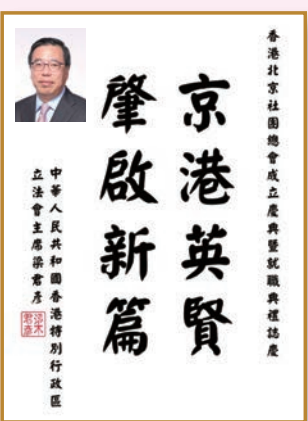 香港北京社團總會成立慶典暨就職典禮誌慶
京港英賢
肇啟新篇
中華人民共和國香港特別行政區
立法會主席梁君彥